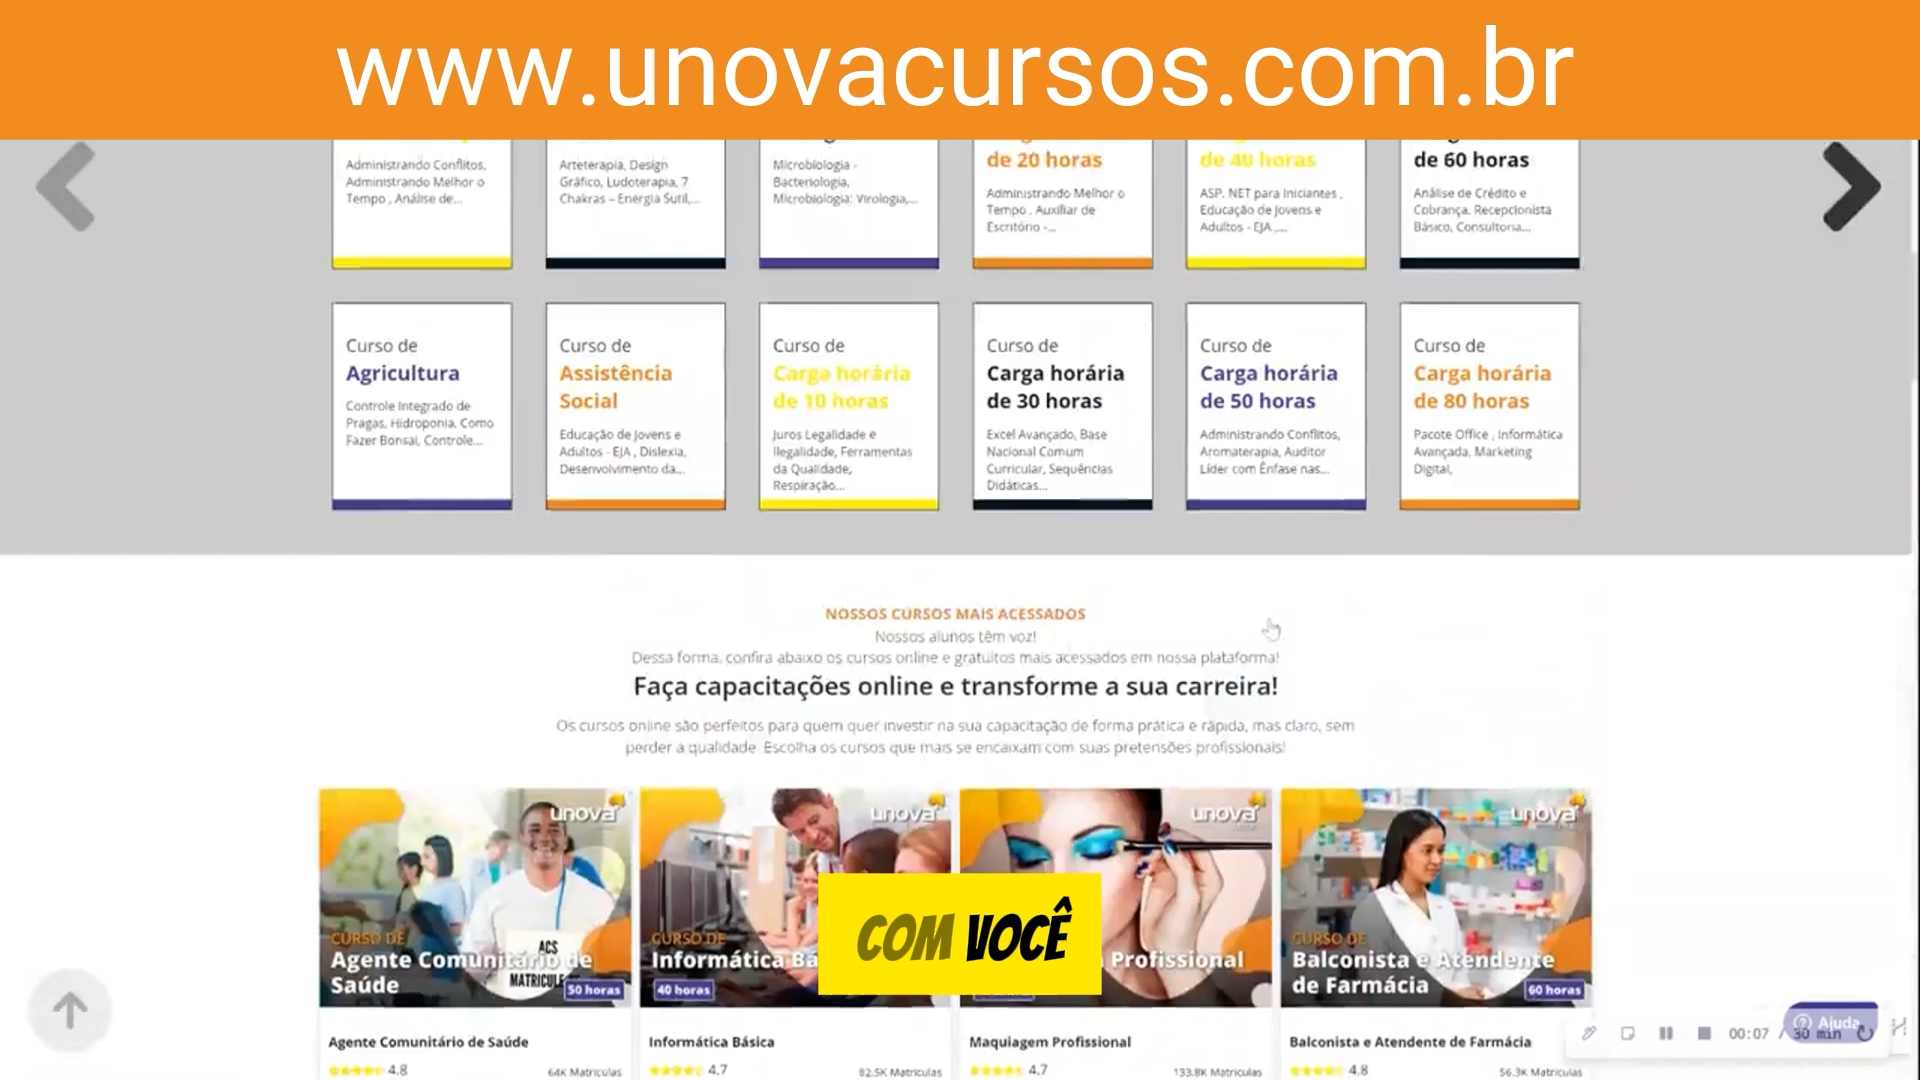 www.unovacursos.com.br
de 20 horas
de 40 horas
de 60 horas
Administrando Conflitos,
Administrando Melhor o
Tempo , Análise de...
Arteterapia, Design
Gráfico, Ludoterapia, 7
Chakras – Energia Sutil,...
Microbiologia -
Bacteriologia,
Microbiologia: Virologia,...
Administrando Melhor o
Tempo , Auxiliar de
Escritório -...
ASP. NET para Iniciantes ,
Educação de Jovens e
Adultos - EJA ,...
Análise de Crédito e
Cobrança, Recepcionista
Básico, Consultoria...
Curso de
Agricultura
Controle Integrado de
Pragas, Hidroponia, Como
Fazer Bonsai, Controle...
Curso de
Assistência
Social
Educação de Jovens e
Adultos - EJA , Dislexia,
Desenvolvimento da...
Curso de
Carga horária
de 10 horas
Juros Legalidade e
Ilegalidade, Ferramentas
da Qualidade,
Respiração...
Curso de
Carga horária
de 30 horas
Excel Avançado, Base
Nacional Comum
Curricular, Sequências
Didáticas...
Curso de
Carga horária
de 50 horas
Administrando Conflitos,
Aromaterapia, Auditor
Líder com Ênfase nas...
Curso de
Carga horária
de 80 horas
Pacote Office , Informática
Avançada, Marketing
Digital,
NOSSOS CURSOS MAIS ACESSADOS
Nossos alunos têm voz!
Dessa forma, confira abaixo os cursos online e gratuitos mais acessados em nossa plataforma!
Faça capacitações online e transforme a sua carreira!
Os cursos online são perfeitos para quem quer investir na sua capacitação de forma prática e rápida, mas claro, sem
perder a qualidade. Escolha os cursos que mais se encaixam com suas pretensões profissionais!
unova
CURSO DE
Agente Comunitário de
Saúde
ACS
MATRICULE
50 horas
unova
CURSO DE
Informática Bá
40 horas
unova
Profissional
unova
CURSO DE
Balconista e Atendente
de Farmácia
60 horas
COM VOCÊ
Agente Comunitário de Saúde
4.8
64K Matriculas
Informática Básica
4.7
82.5K Matriculas
Maquiagem Profissional
4.7
133.8K Matriculas
Balconista e Atendente de Farmácia
4.8
56.3K Matriculas
Ajuda
00:07 / 30 min